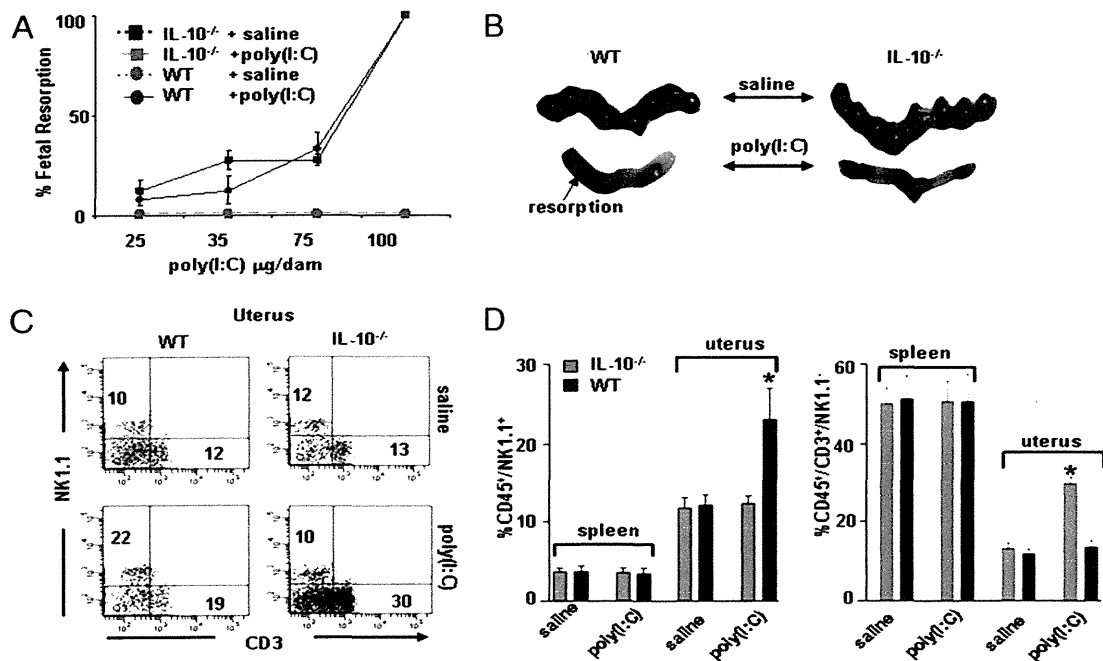 A
100
50
0
% Fetal Resorption
IL-10-/- + saline
IL-10-/- +poly(I:C)
WT + saline
WT +poly(I:C)
25 35 75 100
poly(I:C) µg/dam
B
WT
IL-10-/-
saline
poly(I:C)
resorption
C
Uterus
WT
IL-10-/-
10
12
12
13
saline
22
19
10
30
poly(I:C)
NK1.1
CD3
D
%CD45+/NK1.1+
30
20
10
0
IL-10-/-
WT
uterus
*
spleen
saline
poly(I:C)
saline
poly(I:C)
%CD45+/CD3+/NK1.1-
60
40
20
0
spleen
uterus
*
saline
poly(I:C)
saline
poly(I:C)